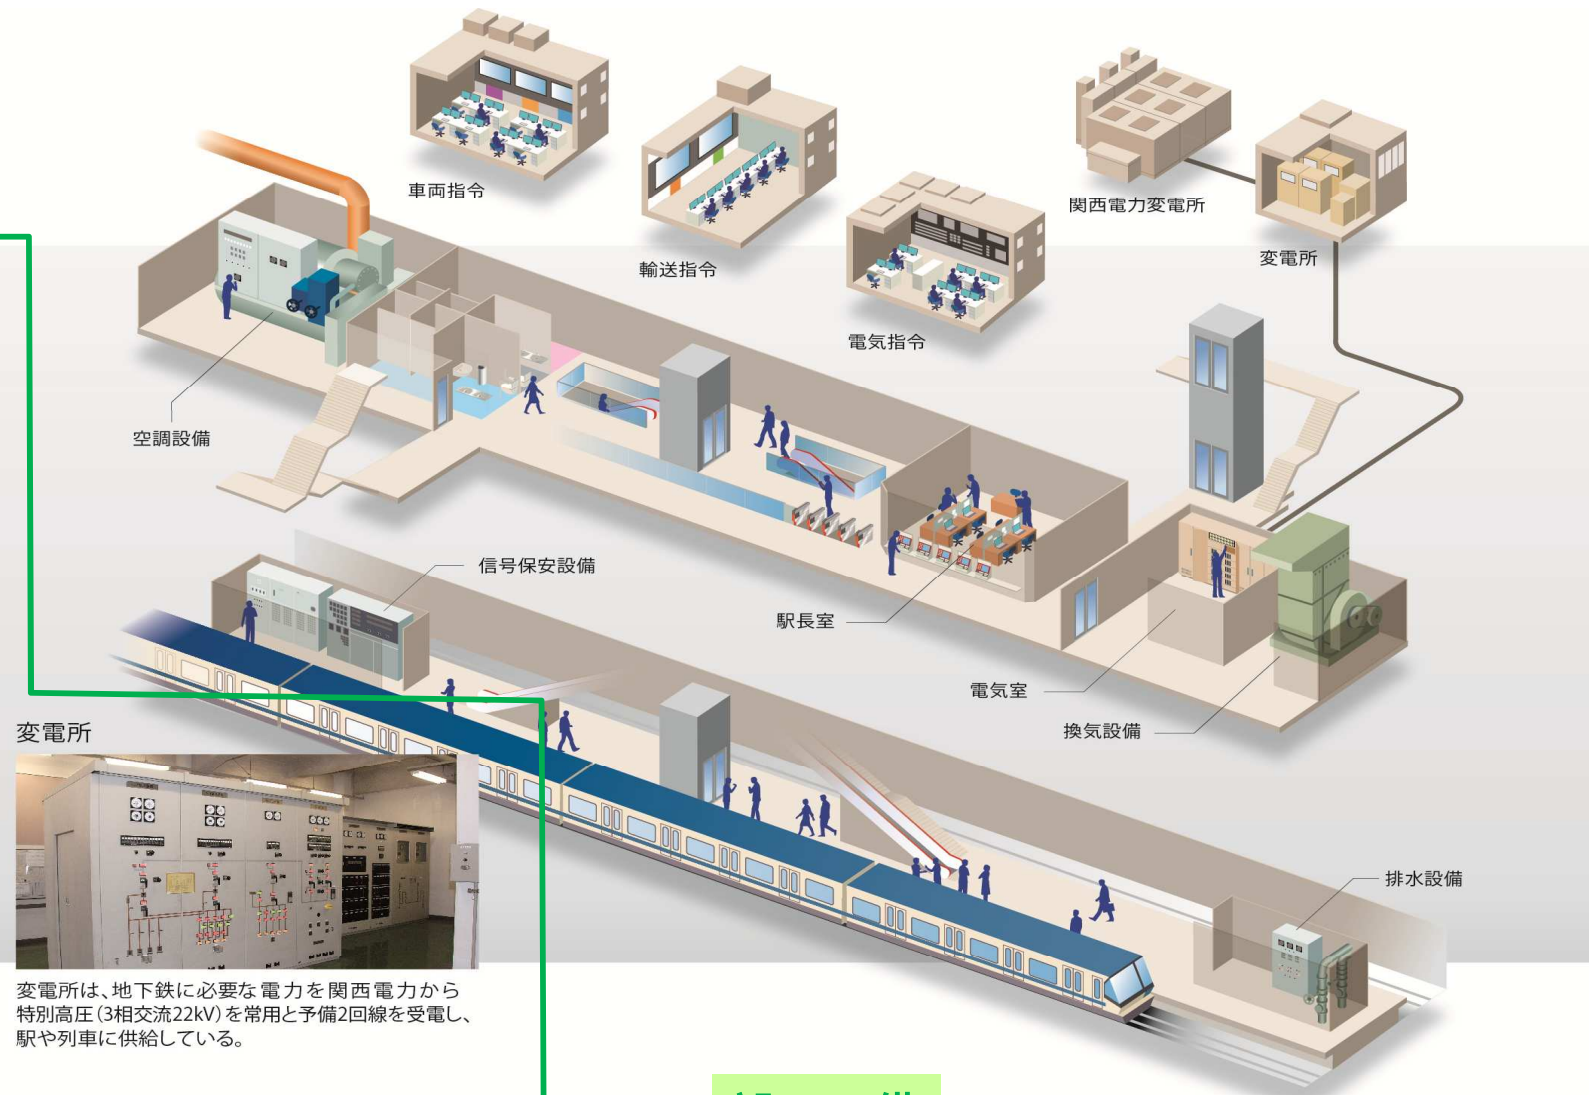 車両指令
輸送指令
電気指令
関西電力変電所
変電所
空調設備
信号保安設備
駅長室
電気室
換気設備
排水設備
変電所
変電所は、地下鉄に必要な電力を関西電力から
特別高圧(3相交流22kV)を常用と予備2回線を受電し、
駅や列車に供給している。